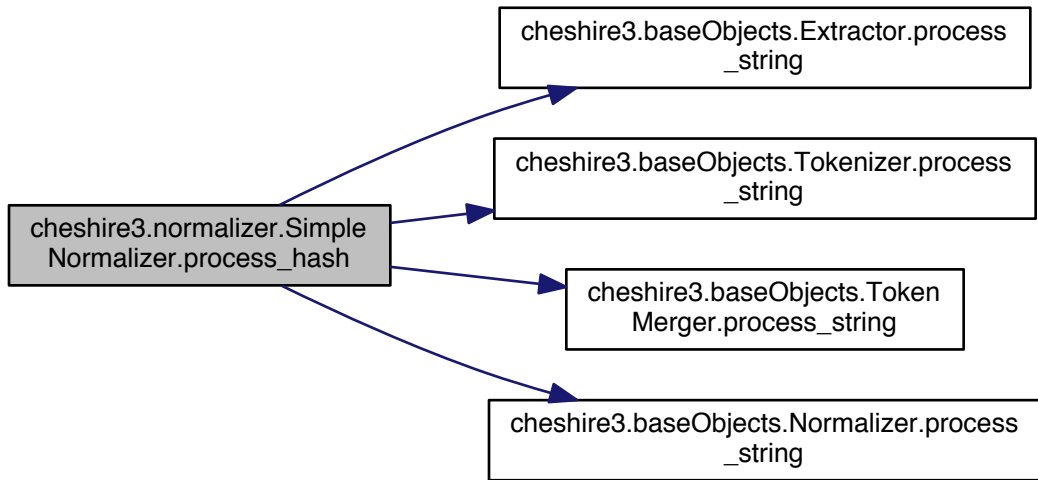 cheshire3.baseObjects.Extractor.process
_string
cheshire3.baseObjects.Tokenizer.process
_string
cheshire3.normalizer.Simple
Normalizer.process_hash
cheshire3.baseObjects.Token
Merger.process_string
cheshire3.baseObjects.Normalizer.process
_string